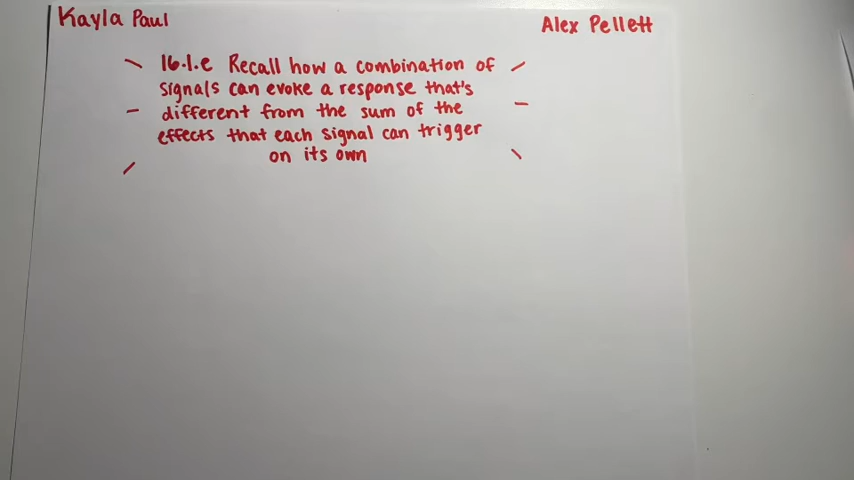 Kayla Paul
Alex Pellett
16.1.e Recall how a combination of
signals can evoke a response that's
different from the sum of the
effects that each signal can trigger
on its own